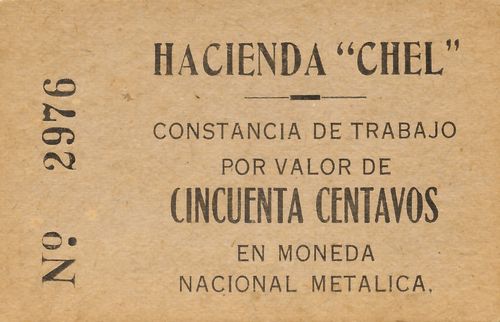 Nº 2976
HACIENDA "CHEL"
CONSTANCIA DE TRABAJO
POR VALOR DE
CINCUENTA CENTAVOS
EN MONEDA
NACIONAL METALICA.